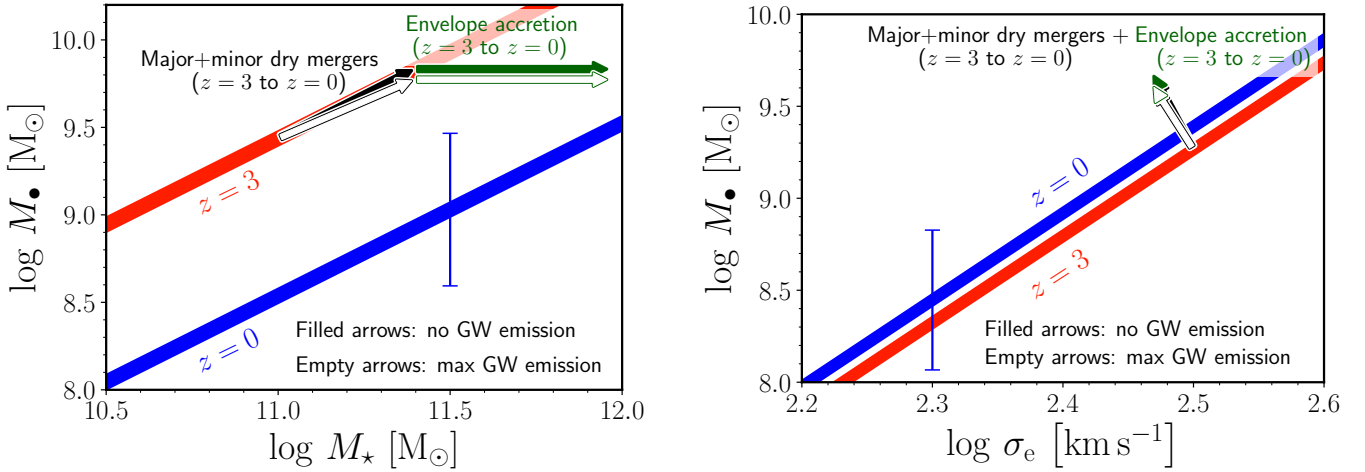 10.0
9.5
9.0
8.5
8.0
log M• [M⊙]
Envelope accretion
(z = 3 to z = 0)
Major+minor dry mergers
(z = 3 to z = 0)
z = 3
z = 0
Filled arrows: no GW emission
Empty arrows: max GW emission
10.5 11.0 11.5 12.0
log M⋆ [M⊙]
10.0
9.5
9.0
8.5
8.0
log M• [M⊙]
Major+minor dry mergers + Envelope accretion
(z = 3 to z = 0) (z = 3 to z = 0)
z = 0
z = 3
Filled arrows: no GW emission
Empty arrows: max GW emission
2.2 2.3 2.4 2.5 2.6
log σe [km s⁻¹]